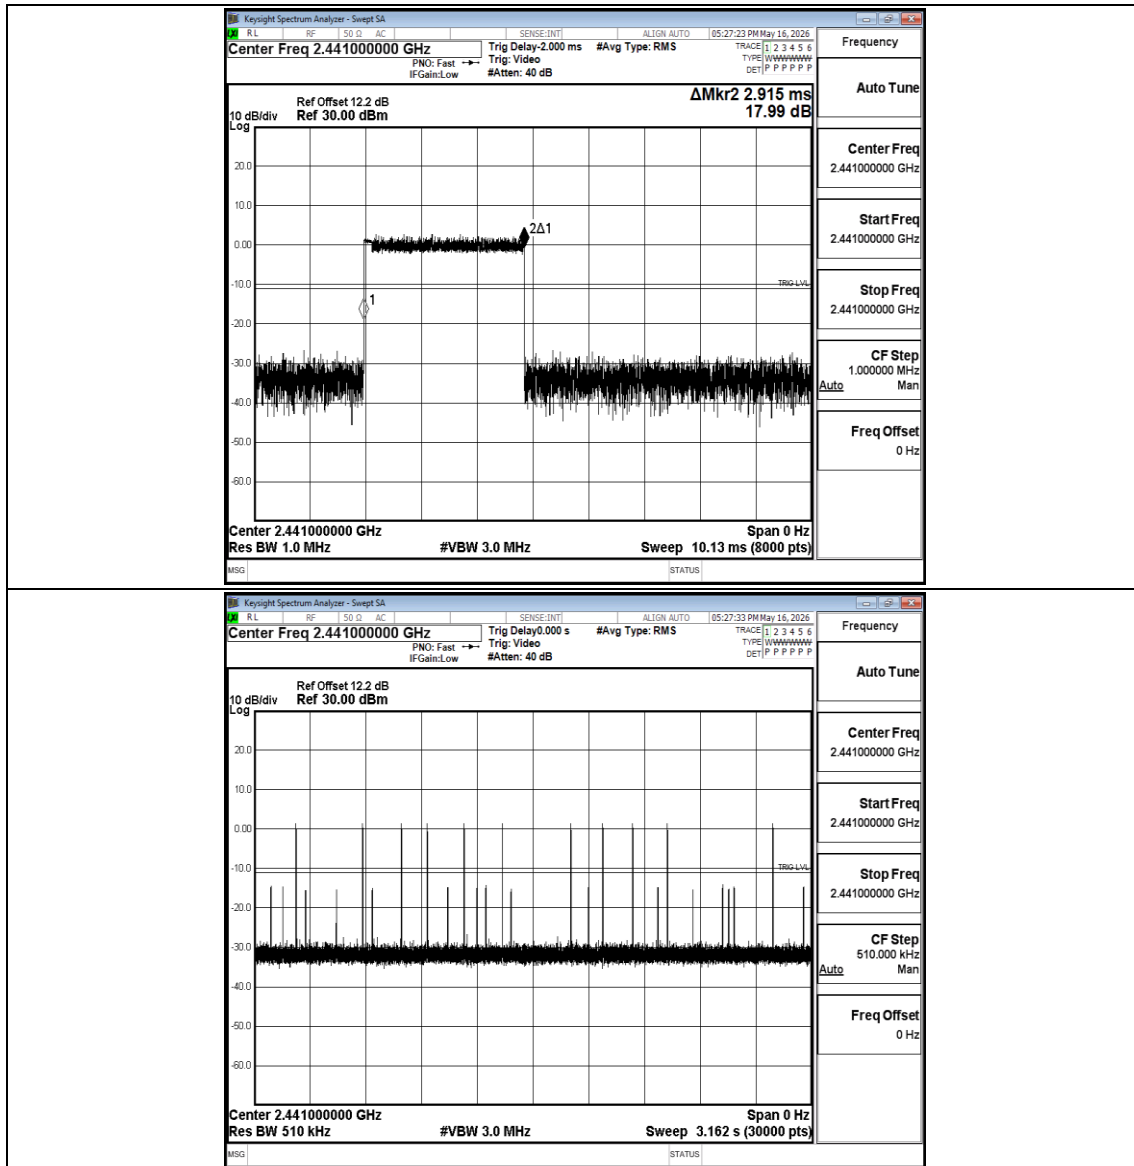 Keysight Spectrum Analyzer - Swept SA
LXI RL RF 50 Ω AC SENSE:INT ALIGN AUTO 05:27:23 PM May 16, 2026
Center Freq 2.441000000 GHz
PNO: Fast
IFGain:Low
Trig Delay-2.000 ms
Trig: Video
#Atten: 40 dB
#Avg Type: RMS
TRACE 1 2 3 4 5 6
TYPE WWWWWW
DET P P P P P P
Frequency
Auto Tune
ΔMkr2 2.915 ms
17.99 dB
Ref Offset 12.2 dB
10 dB/div Ref 30.00 dBm
Log
20.0
10.0
0.00
-10.0
-20.0
-30.0
-40.0
-50.0
-60.0
2Δ1
1
TRIG LVL
Center Freq
2.441000000 GHz
Start Freq
2.441000000 GHz
Stop Freq
2.441000000 GHz
CF Step
1.000000 MHz
Auto Man
Freq Offset
0 Hz
Center 2.441000000 GHz Span 0 Hz
Res BW 1.0 MHz #VBW 3.0 MHz Sweep 10.13 ms (8000 pts)
MSG STATUS
Keysight Spectrum Analyzer - Swept SA
LXI RL RF 50 Ω AC SENSE:INT ALIGN AUTO 05:27:33 PM May 16, 2026
Center Freq 2.441000000 GHz
PNO: Fast
IFGain:Low
Trig Delay0.000 s
Trig: Video
#Atten: 40 dB
#Avg Type: RMS
TRACE 1 2 3 4 5 6
TYPE WWWWWW
DET P P P P P P
Frequency
Auto Tune
Ref Offset 12.2 dB
10 dB/div Ref 30.00 dBm
Log
20.0
10.0
0.00
-10.0
-20.0
-30.0
-40.0
-50.0
-60.0
TRIG LVL
Center Freq
2.441000000 GHz
Start Freq
2.441000000 GHz
Stop Freq
2.441000000 GHz
CF Step
510.000 kHz
Auto Man
Freq Offset
0 Hz
Center 2.441000000 GHz Span 0 Hz
Res BW 510 kHz #VBW 3.0 MHz Sweep 3.162 s (30000 pts)
MSG STATUS